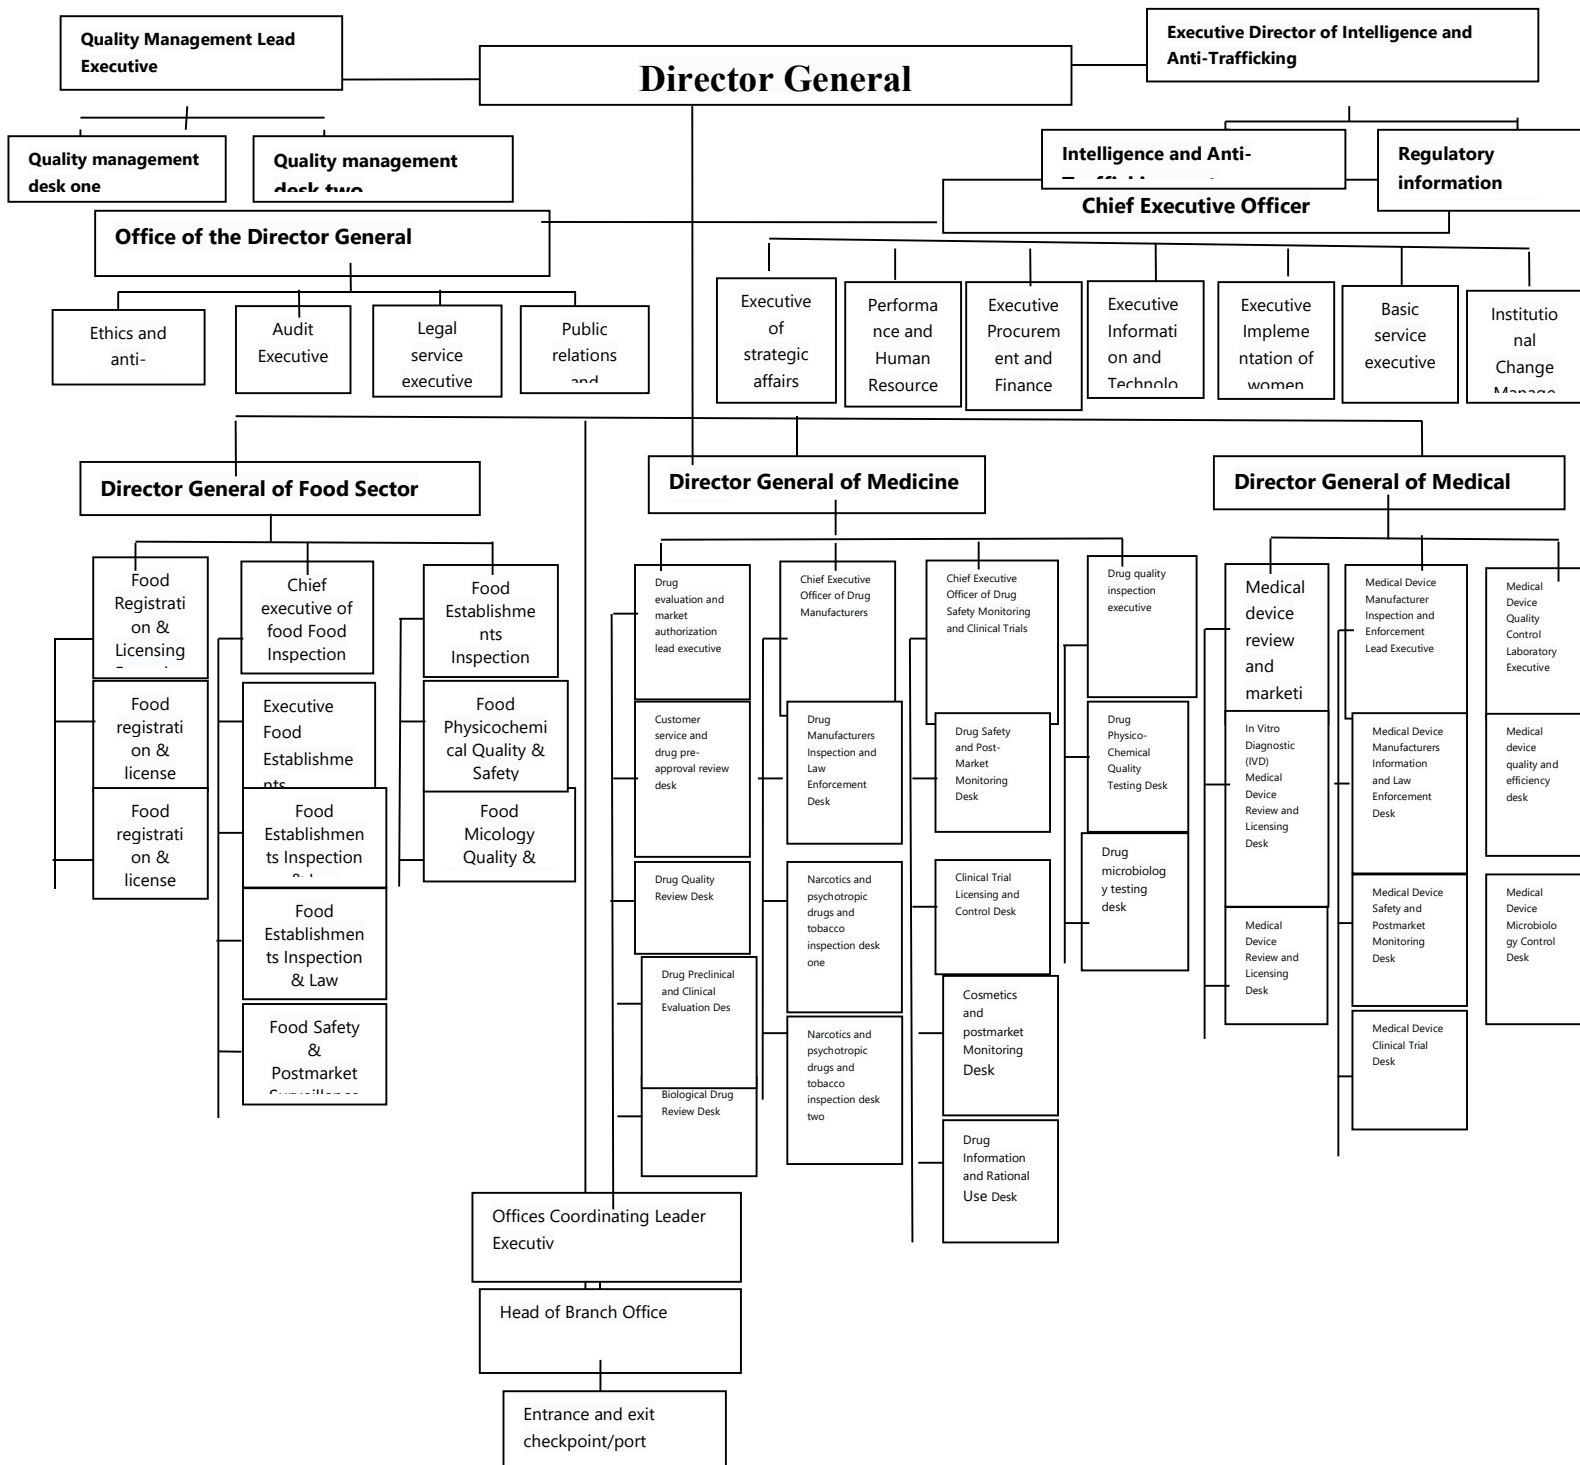 Quality Management Lead
Executive
Director General
Executive Director of Intelligence and
Anti-Trafficking
Quality management
desk one
Quality management
desk two
Intelligence and Anti-
Regulatory
information
Chief Executive Officer
Office of the Director General
Ethics and
anti-
Audit
Executive
Legal
service
executive
Public
relations
and
Executive
of
strategic
affairs
Performa
nce and
Human
Resource
Executive
Procurem
ent and
Finance
Executive
Informati
on and
Technolo
Executive
Impleme
ntation of
women
Basic
service
executive
Institutio
nal
Change
Manage
Director General of Food Sector
Director General of Medicine
Director General of Medical
Food
Registrati
on &
Licensing
Food
registrati
on &
license
Food
registrati
on &
license
Chief
executive of
food Food
Inspection
Executive
Food
Establishme
nts
Food
Establishmen
ts Inspection
Food
Establishmen
ts Inspection
& Law
Food Safety
&
Postmarket
Surveillance
Food
Establishme
nts
Inspection
Food
Physicochemi
cal Quality &
Safety
Food
Micology
Quality &
Drug
evaluation and
market
authorization
lead executive
Customer
service and
drug pre-
approval review
desk
Drug Quality
Review Desk
Drug Preclinical
and Clinical
Evaluation Des
Biological Drug
Review Desk
Chief Executive
Officer of Drug
Manufacturers
Drug
Manufacturers
Inspection and
Law
Enforcement
Desk
Narcotics and
psychotropic
drugs and
tobacco
inspection desk
one
Narcotics and
psychotropic
drugs and
tobacco
inspection desk
two
Chief Executive
Officer of Drug
Safety Monitoring
and Clinical Trials
Drug Safety
and Post-
Market
Monitoring
Desk
Clinical Trial
Licensing and
Control Desk
Cosmetics
and
postmarket
Monitoring
Desk
Drug
Information
and Rational
Use Desk
Drug quality
inspection
executive
Drug
Physico-
Chemical
Quality
Testing Desk
Drug
microbiolog
y testing
desk
Medical
device
review
and
marketi
In Vitro
Diagnostic
(IVD)
Medical
Device
Review and
Licensing
Desk
Medical
Device
Review and
Licensing
Desk
Medical Device
Manufacturer
Inspection and
Enforcement
Lead Executive
Medical Device
Manufacturers
Information
and Law
Enforcement
Desk
Medical Device
Safety and
Postmarket
Monitoring
Desk
Medical Device
Clinical Trial
Desk
Medical
Device
Quality
Control
Laboratory
Executive
Medical
device
quality and
efficiency
desk
Medical
Device
Microbiolo
gy Control
Desk
Offices Coordinating Leader
Executiv
Head of Branch Office
Entrance and exit
checkpoint/port